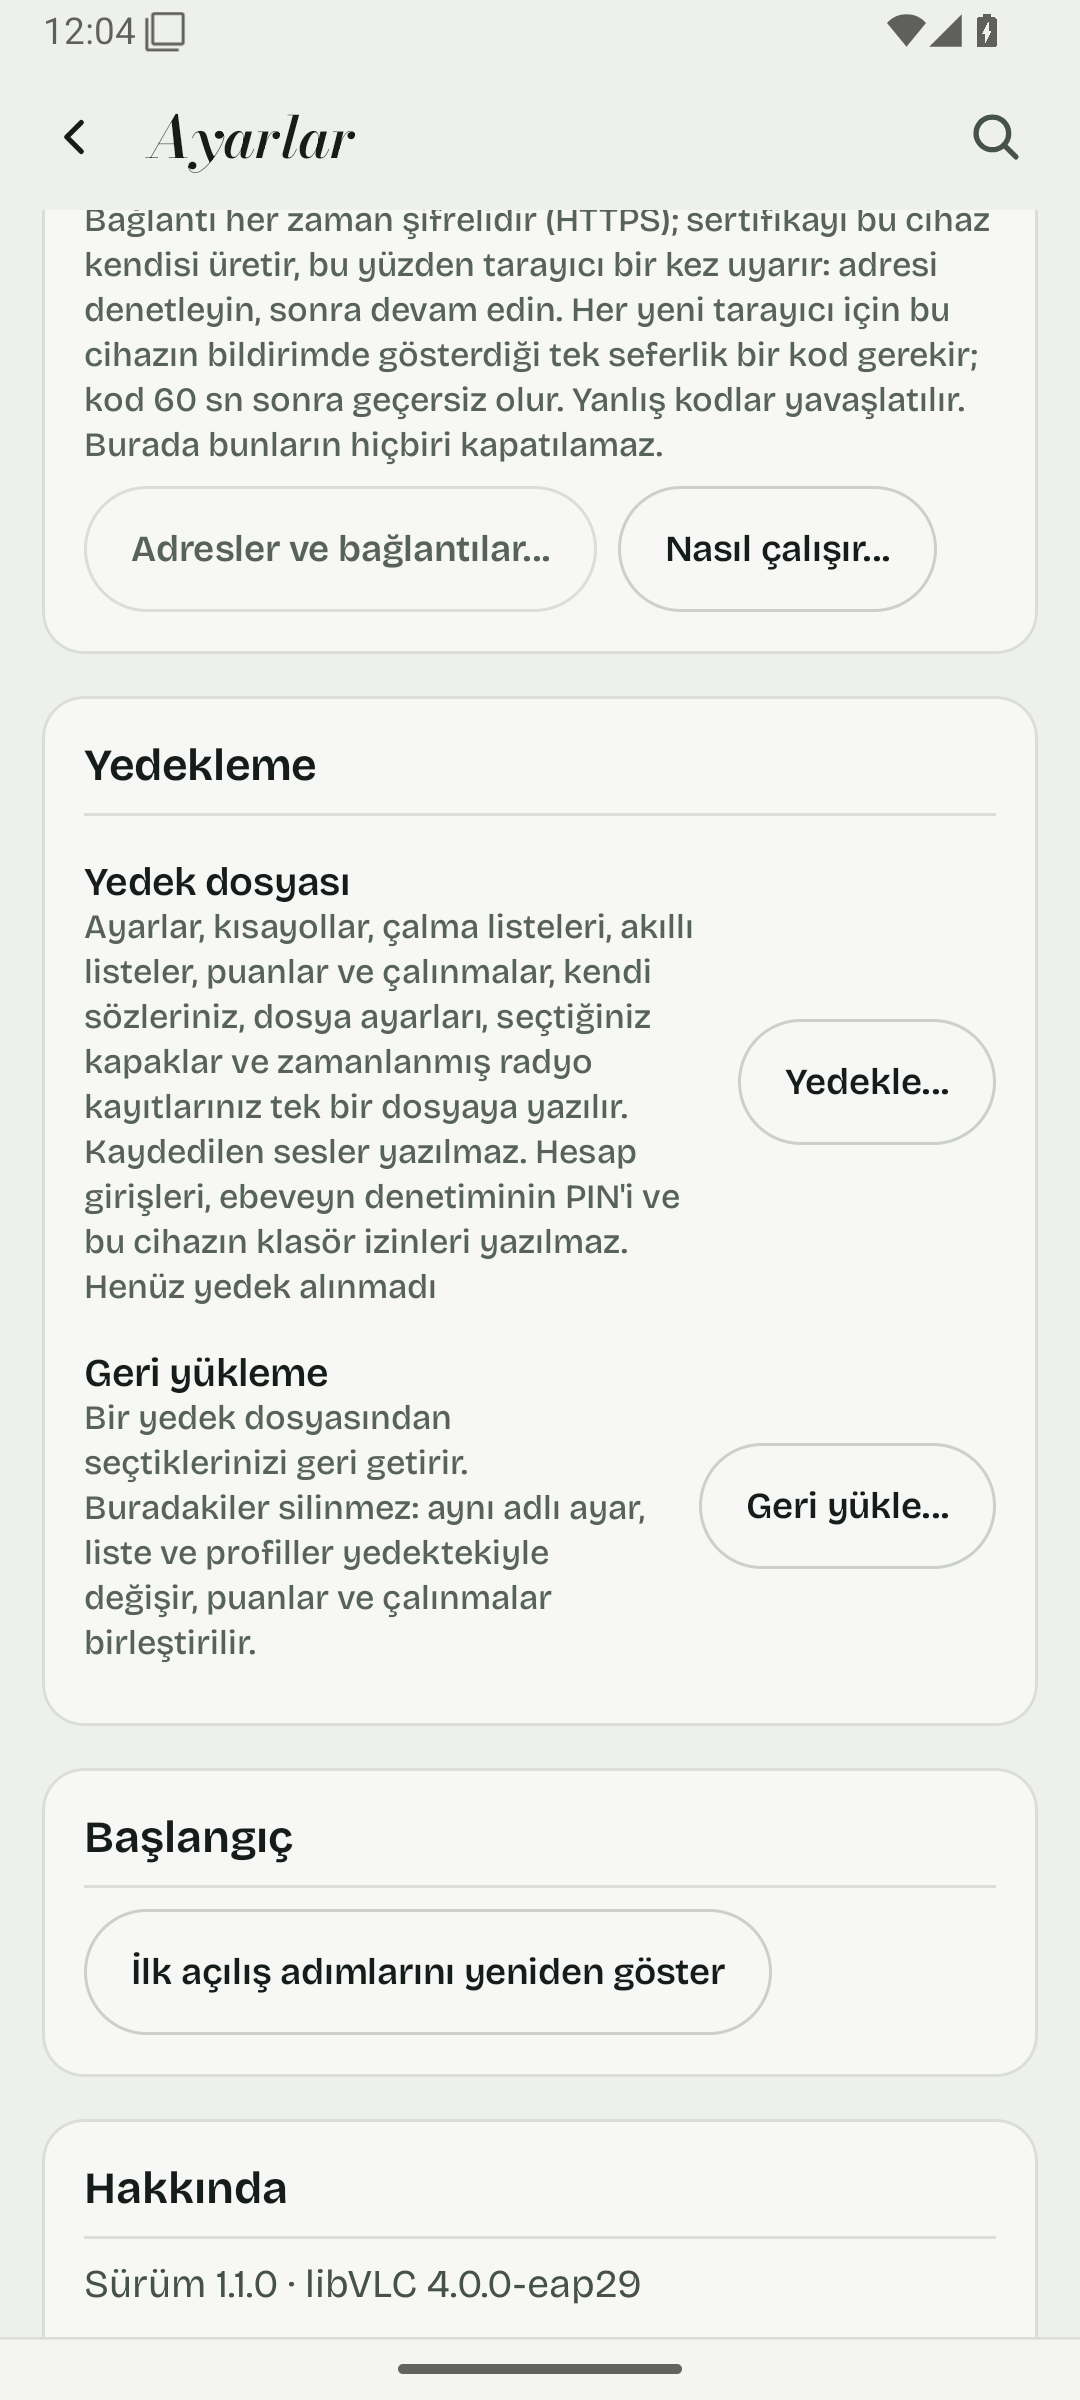 12:04
Ayarlar
Bağlantı her zaman şifrelidir (HTTPS); sertifikayı bu cihaz
kendisi üretir, bu yüzden tarayıcı bir kez uyarır: adresi
denetleyin, sonra devam edin. Her yeni tarayıcı için bu
cihazın bildirimde gösterdiği tek seferlik bir kod gerekir;
kod 60 sn sonra geçersiz olur. Yanlış kodlar yavaşlatılır.
Burada bunların hiçbiri kapatılamaz.
Adresler ve bağlantılar...
Nasıl çalışır...
Yedekleme
Yedek dosyası
Ayarlar, kısayollar, çalma listeleri, akıllı
listeler, puanlar ve çalınmalar, kendi
sözleriniz, dosya ayarları, seçtiğiniz
kapaklar ve zamanlanmış radyo
kayıtlarınız tek bir dosyaya yazılır.
Kaydedilen sesler yazılmaz. Hesap
girişleri, ebeveyn denetiminin PIN'i ve
bu cihazın klasör izinleri yazılmaz.
Henüz yedek alınmadı
Yedekle...
Geri yükleme
Bir yedek dosyasından
seçtiklerinizi geri getirir.
Buradakiler silinmez: aynı adlı ayar,
liste ve profiller yedektekiyle
değişir, puanlar ve çalınmalar
birleştirilir.
Geri yükle...
Başlangıç
İlk açılış adımlarını yeniden göster
Hakkında
Sürüm 1.1.0 · libVLC 4.0.0-eap29